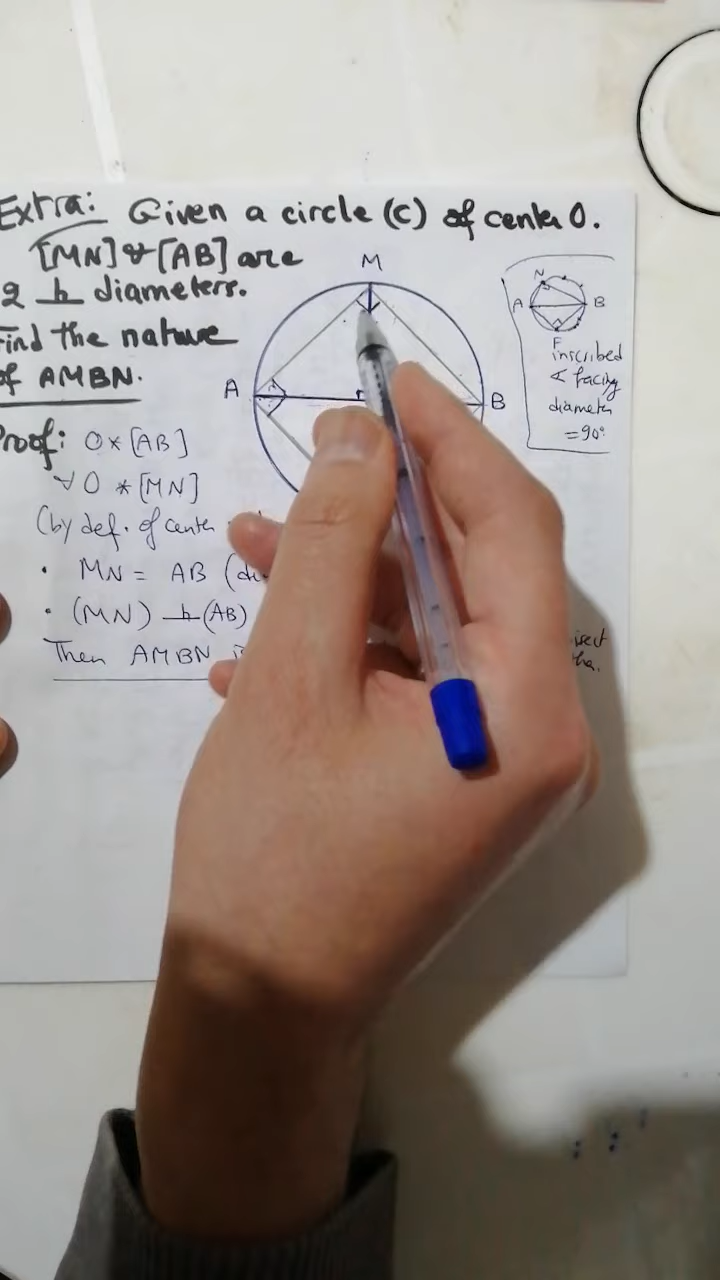 Extra: Given a circle (C) of center O.
[MN] & [AB] are
2 ⊥ diameters.
Find the nature
of AMBN.
M
A
B
N
A
B
F
inscribed
∢ facing
diameter
= 90°
Proof: O * [AB]
∀ O * [MN]
(by def. of center
• MN = AB
• (MN) ⊥ (AB)
Then AMBN